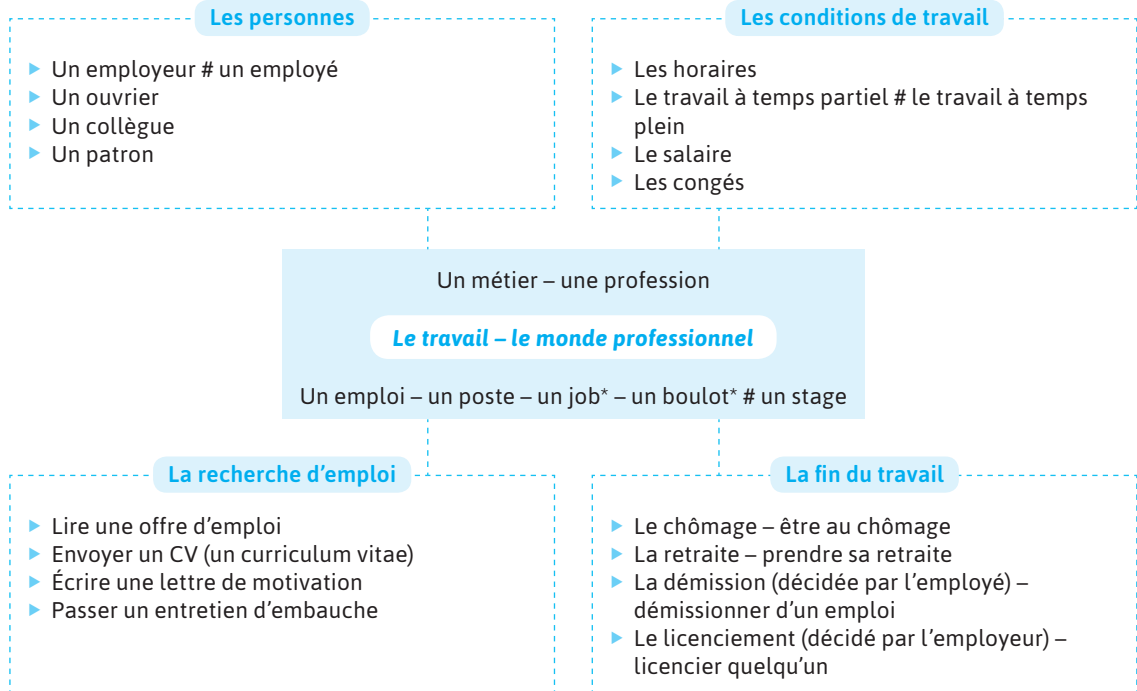 Les personnes
Un employeur # un employé
Un ouvrier
Un collègue
Un patron
Les conditions de travail
Les horaires
Le travail à temps partiel # le travail à temps
plein
Le salaire
Les congés
Un métier – une profession
Le travail – le monde professionnel
Un emploi – un poste – un job* – un boulot* # un stage
La recherche d’emploi
Lire une offre d’emploi
Envoyer un CV (un curriculum vitae)
Écrire une lettre de motivation
Passer un entretien d’embauche
La fin du travail
Le chômage – être au chômage
La retraite – prendre sa retraite
La démission (décidée par l’employé) –
démissionner d’un emploi
Le licenciement (décidé par l’employeur) –
licencier quelqu’un